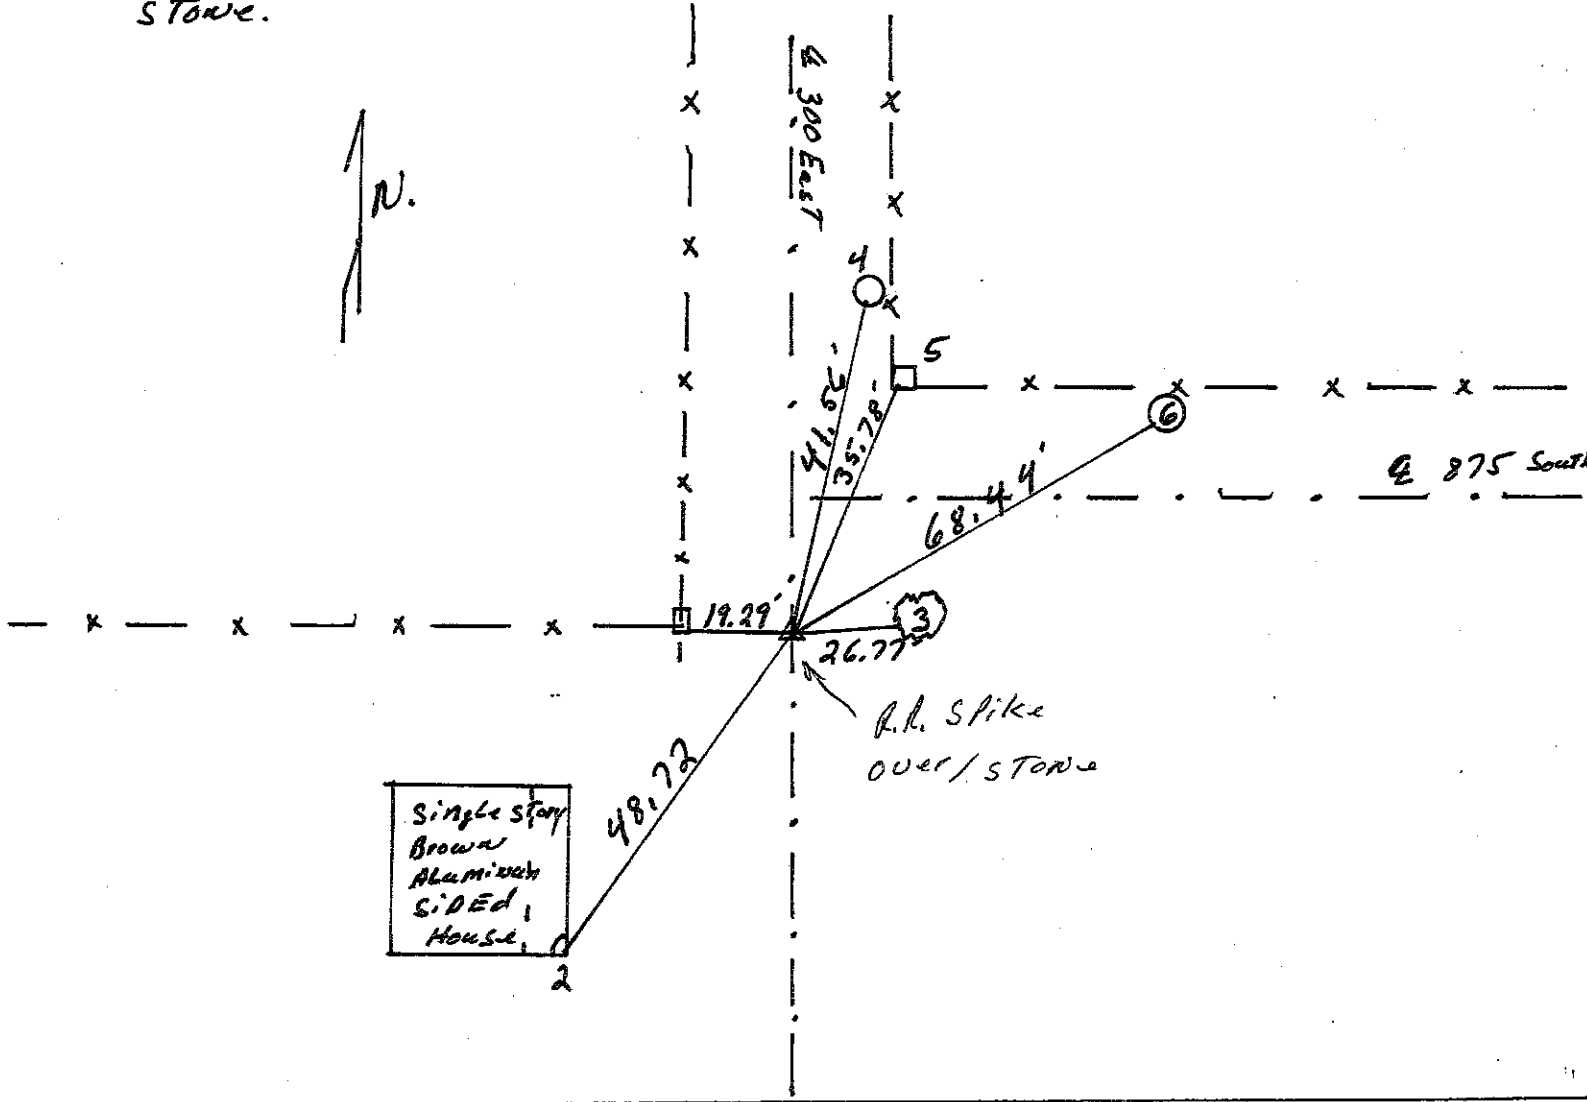 STone.
N.
℄ 300 EasT
4
5
41.56'
35.78'
6
68.44'
℄ 875 South
19.29'
3
26.77
R.R. SPike
over/sTone
48.72
Single Story
Brown
ALuminum
SiDEd
House
2